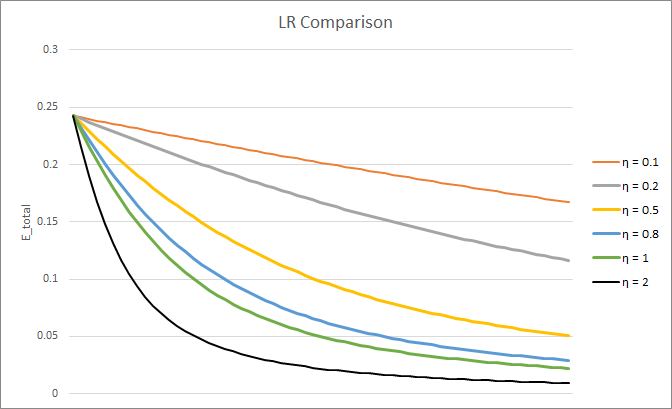 LR Comparison
0.3
0.25
0.2
0.15
0.1
0.05
0
E_total
η = 0.1
η = 0.2
η = 0.5
η = 0.8
η = 1
η = 2